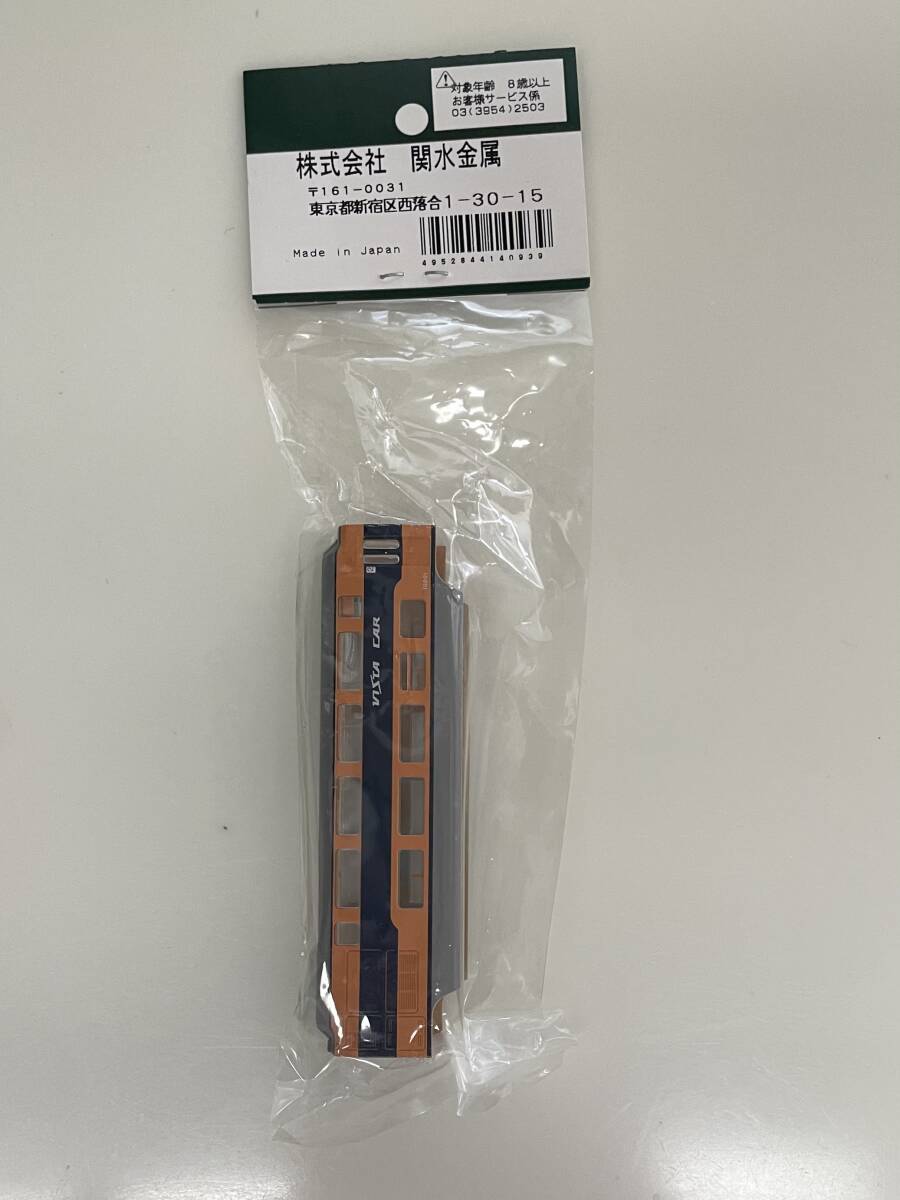 対象年齢 8歳以上
お客様サービス係
03(3954)2503
株式会社 関水金属
〒161-0031
東京都新宿区西落合1-30-15
Made in Japan
4952844140939
VISTA CAR